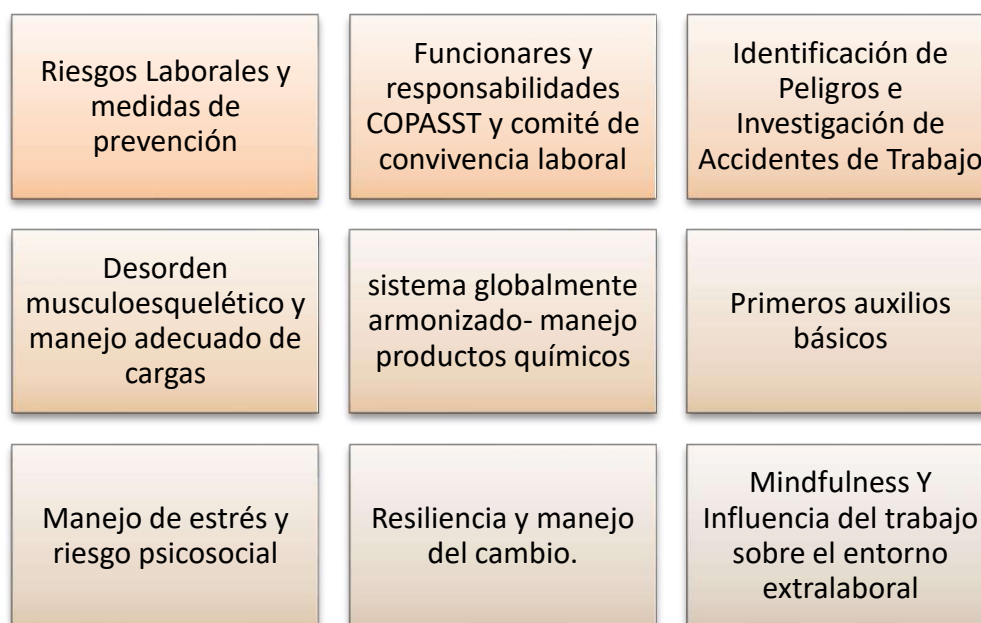 Riesgos Laborales y
medidas de
prevención
Funcionares y
responsabilidades
COPASST y comité de
convivencia laboral
Identificación de
Peligros e
Investigación de
Accidentes de Trabajo
Desorden
musculoesquelético y
manejo adecuado de
cargas
sistema globalmente
armonizado- manejo
productos químicos
Primeros auxilios
básicos
Manejo de estrés y
riesgo psicosocial
Resiliencia y manejo
del cambio.
Mindfulness Y
Influencia del trabajo
sobre el entorno
extralaboral